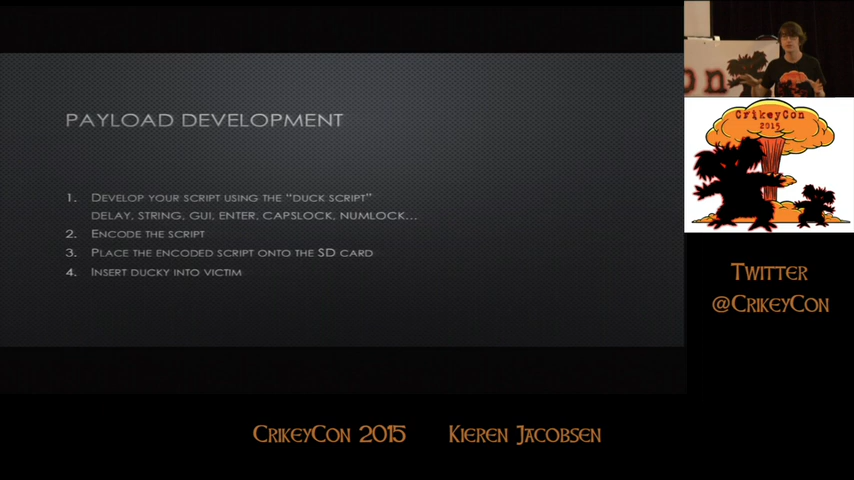 PAYLOAD DEVELOPMENT
1. DEVELOP YOUR SCRIPT USING THE “DUCK SCRIPT”
DELAY, STRING, GUI, ENTER, CAPSLOCK, NUMLOCK...
2. ENCODE THE SCRIPT
3. PLACE THE ENCODED SCRIPT ONTO THE SD CARD
4. INSERT DUCKY INTO VICTIM
on
CrikeyCon
2015
TWITTER
@CRIKEYCON
CRIKEYCON 2015 KIEREN JACOBSEN